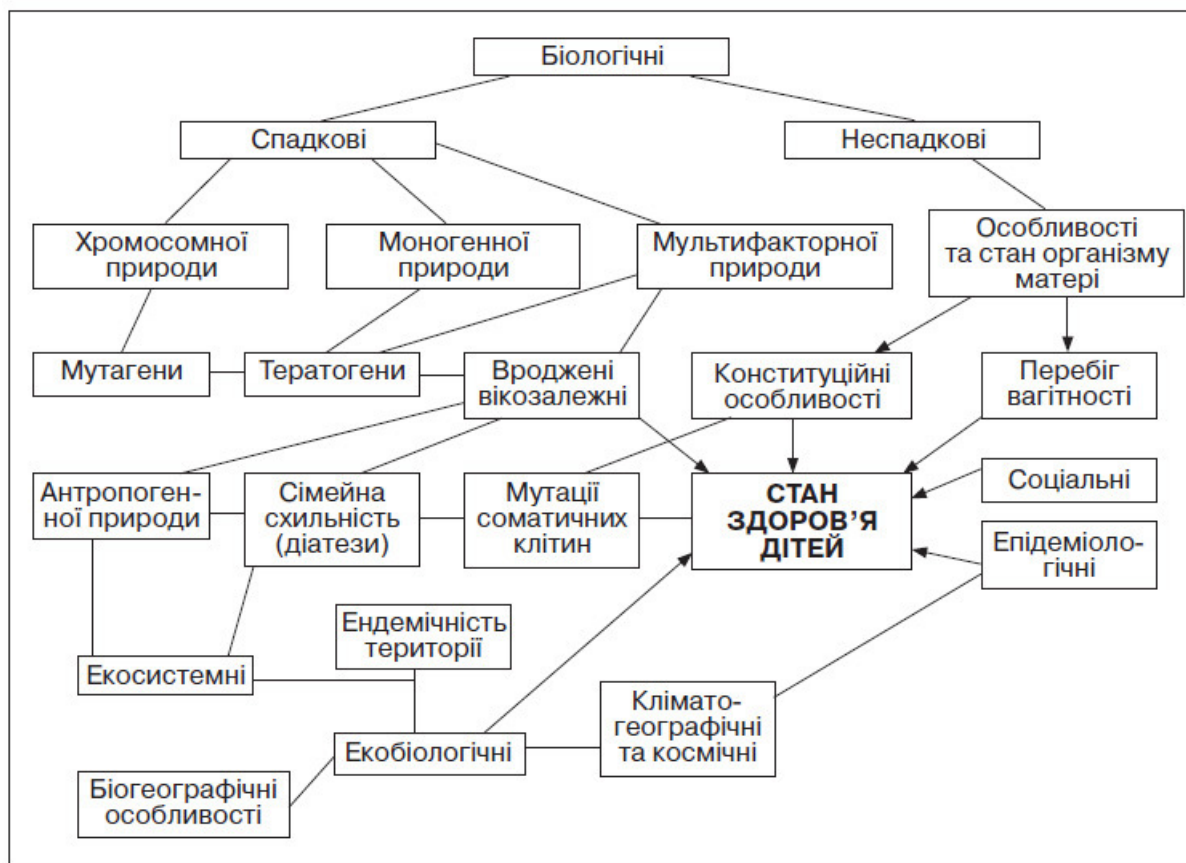 Біологічні
Спадкові
Неспадкові
Хромосомної
природи
Моногенної
природи
Мультифакторної
природи
Особливості
та стан організму
матері
Мутагени
Тератогени
Вроджені
вікозалежні
Конституційні
особливості
Перебіг
вагітності
Антропоген-
ної природи
Сімейна
схильність
(діатези)
Мутації
соматичних
клітин
СТАН
ЗДОРОВ’Я
ДІТЕЙ
Соціальні
Епідеміоло-
гічні
Ендемічність
території
Екосистемні
Клімато-
географічні
та космічні
Екобіологічні
Біогеографічні
особливості